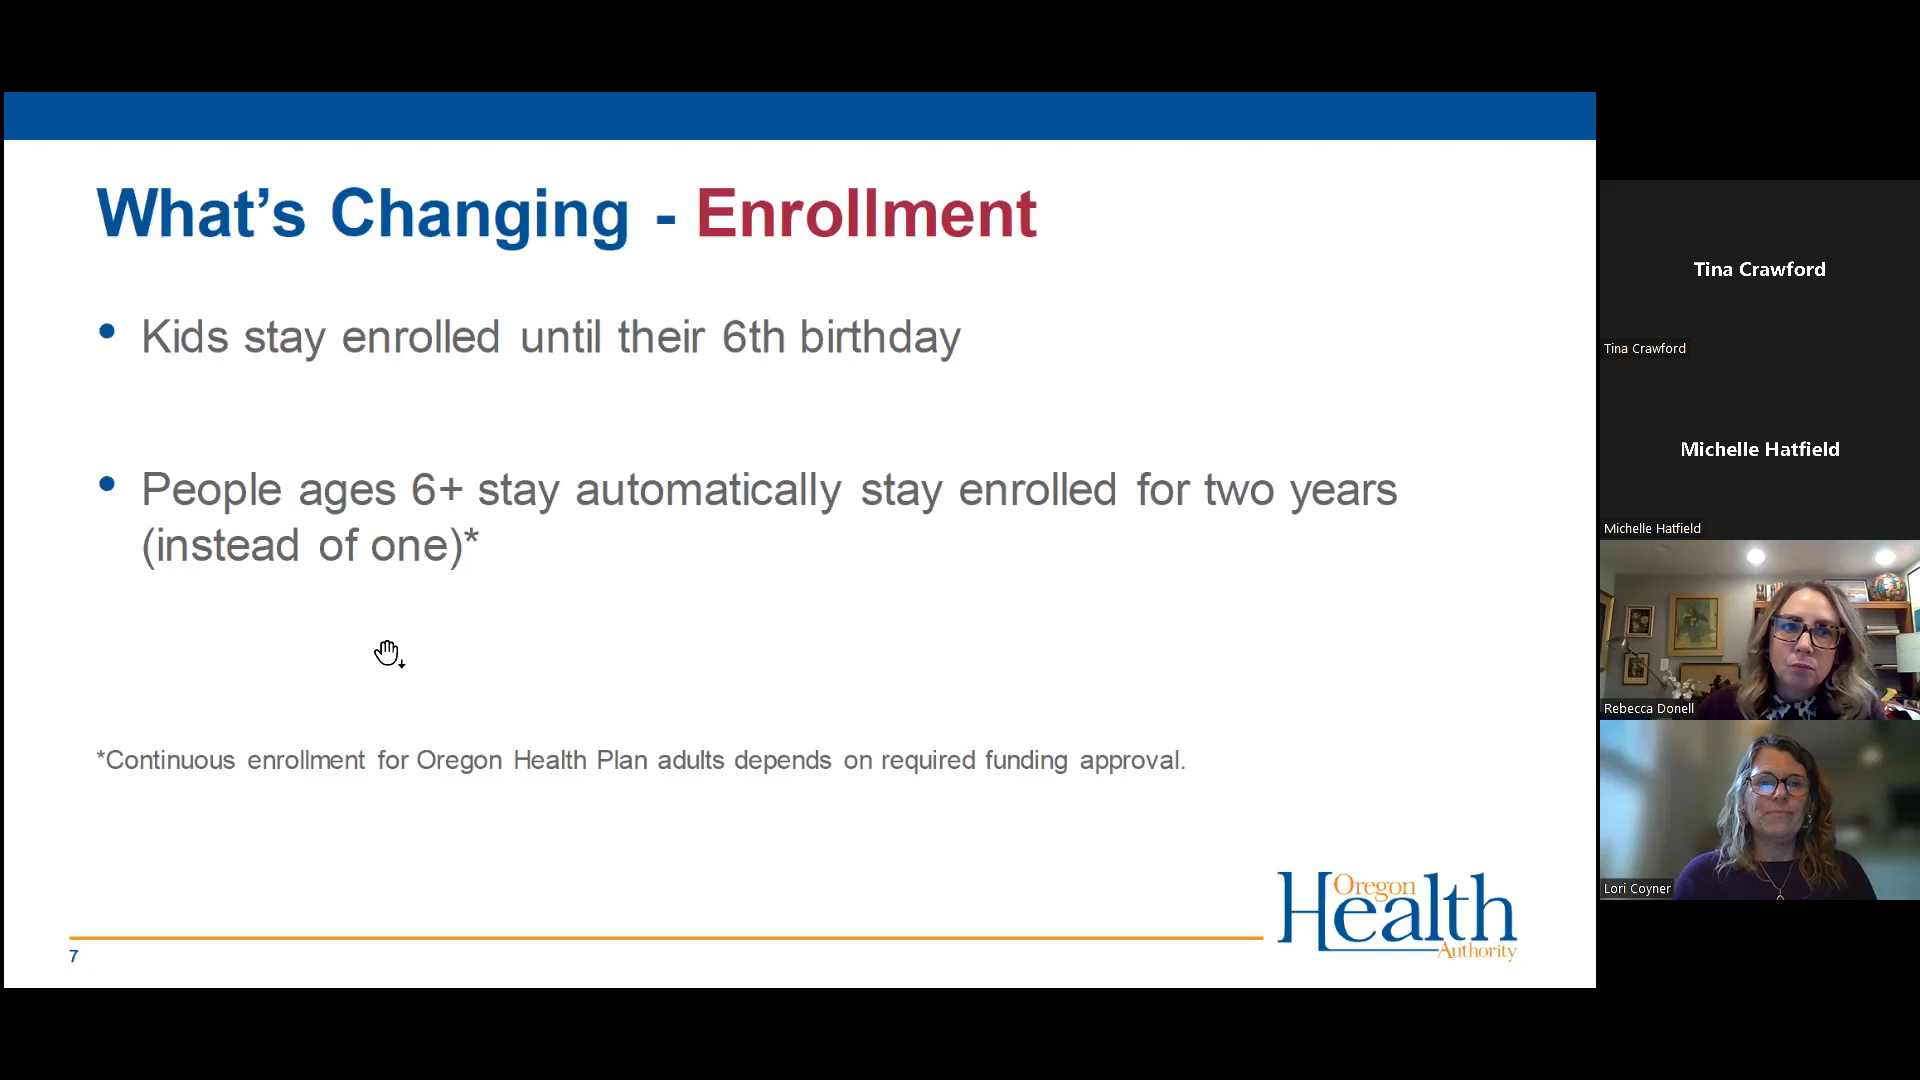 What’s Changing - Enrollment
• Kids stay enrolled until their 6th birthday
• People ages 6+ stay automatically stay enrolled for two years
(instead of one)*
*Continuous enrollment for Oregon Health Plan adults depends on required funding approval.
7
Oregon
Health
Authority
Tina Crawford
Tina Crawford
Michelle Hatfield
Michelle Hatfield
Rebecca Donell
Lori Coyner